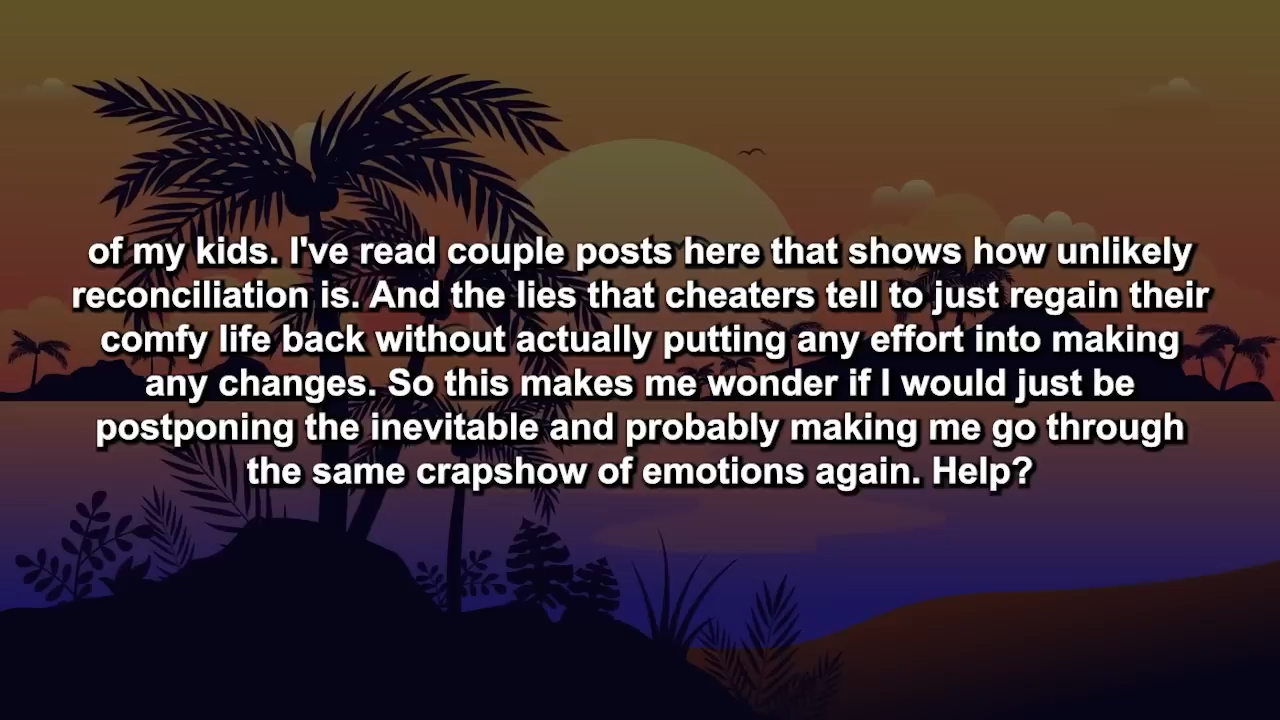 of my kids. I've read couple posts here that shows how unlikely
reconciliation is. And the lies that cheaters tell to just regain their
comfy life back without actually putting any effort into making
any changes. So this makes me wonder if I would just be
postponing the inevitable and probably making me go through
the same crapshow of emotions again. Help?